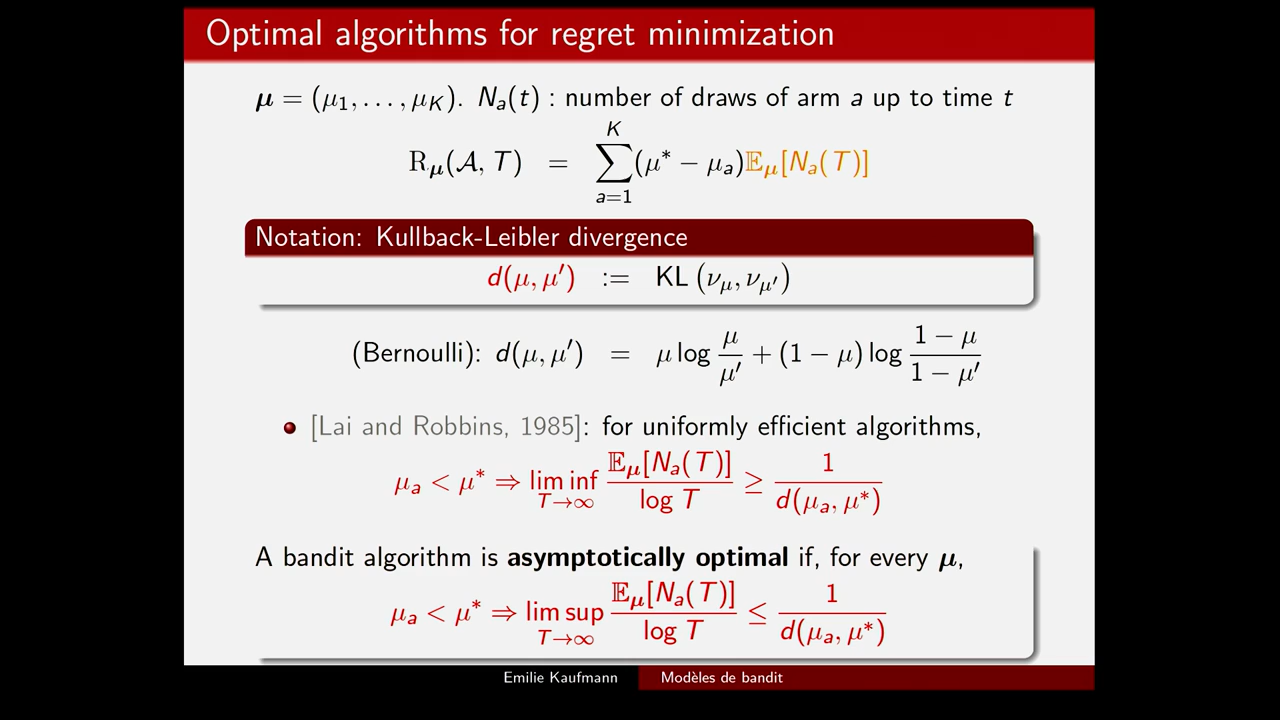 Optimal algorithms for regret minimization
μ = (μ₁, …, μ_K). N_a(t) : number of draws of arm a up to time t
R_μ(𝒜, T) = ∑_{a=1}^{K} (μ* − μ_a)𝔼_μ[N_a(T)]
Notation: Kullback-Leibler divergence
d(μ, μ′) := KL (ν_μ, ν_μ′)
(Bernoulli): d(μ, μ′) = μ log μ/μ′ + (1 − μ) log (1 − μ)/(1 − μ′)
[Lai and Robbins, 1985]: for uniformly efficient algorithms,
μ_a < μ* ⇒ lim inf_{T→∞} 𝔼_μ[N_a(T)]/log T ≥ 1/d(μ_a, μ*)
A bandit algorithm is asymptotically optimal if, for every μ,
μ_a < μ* ⇒ lim sup_{T→∞} 𝔼_μ[N_a(T)]/log T ≤ 1/d(μ_a, μ*)
Emilie Kaufmann Modèles de bandit